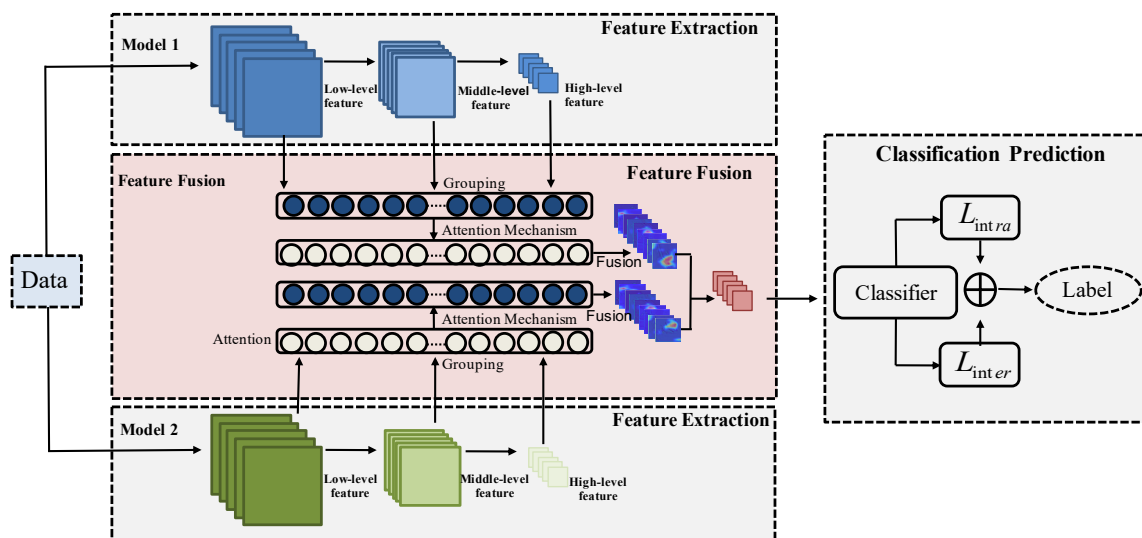 Feature Extraction
Model 1
Low-level
feature
Middle-level
feature
High-level
feature
Feature Fusion
Feature Fusion
Grouping
Attention Mechanism
Fusion
Fusion
Attention Mechanism
Attention
Grouping
Data
Feature Extraction
Model 2
Low-level
feature
Middle-level
feature
High-level
feature
Classification Prediction
L intra
Classifier
Label
L inter